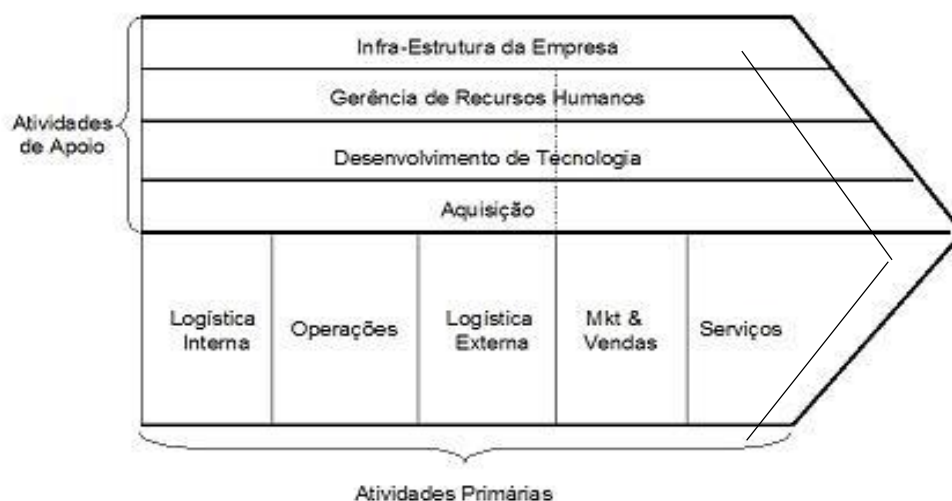 Infra-Estrutura da Empresa
Gerência de Recursos Humanos
Atividades
de Apoio
Desenvolvimento de Tecnologia
Aquisição
Logística
Interna
Operações
Logística
Externa
Mkt &
Vendas
Serviços
Atividades Primárias